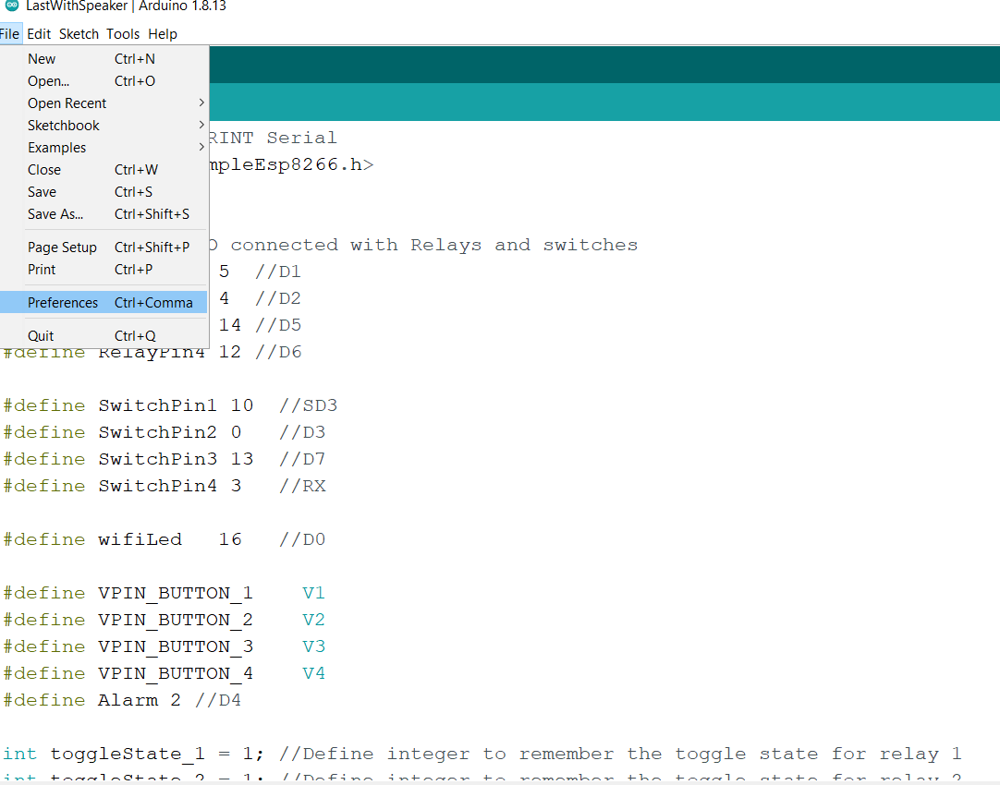 LastWithSpeaker | Arduino 1.8.13
File Edit Sketch Tools Help
New Ctrl+N
Open... Ctrl+O
Open Recent
Sketchbook
Examples
Close Ctrl+W
Save Ctrl+S
Save As... Ctrl+Shift+S
Page Setup Ctrl+Shift+P
Print Ctrl+P
Preferences Ctrl+Comma
Quit Ctrl+Q
RINT Serial
mpleEsp8266.h>
O connected with Relays and switches
5 //D1
4 //D2
14 //D5
#define RelayPin4 12 //D6
#define SwitchPin1 10 //SD3
#define SwitchPin2 0 //D3
#define SwitchPin3 13 //D7
#define SwitchPin4 3 //RX
#define wifiLed 16 //D0
#define VPIN_BUTTON_1 V1
#define VPIN_BUTTON_2 V2
#define VPIN_BUTTON_3 V3
#define VPIN_BUTTON_4 V4
#define Alarm 2 //D4
int toggleState_1 = 1; //Define integer to remember the toggle state for relay 1
int toggleState_2 = 1; //Define integer to remember the toggle state for relay 2